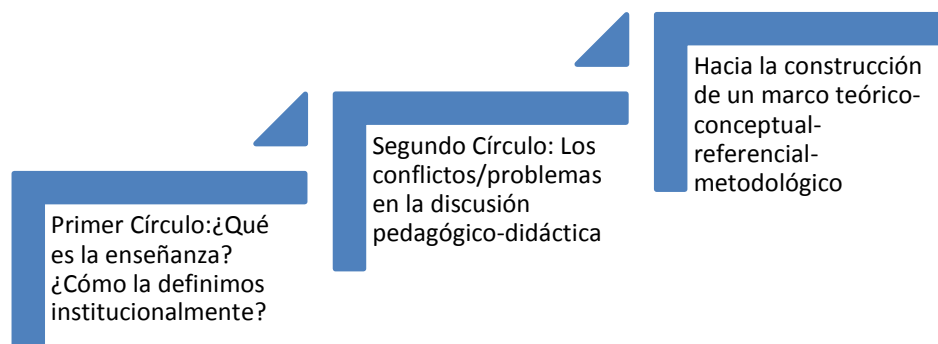 Primer Círculo:¿Qué
es la enseñanza?
¿Cómo la definimos
institucionalmente?
Segundo Círculo: Los
conflictos/problemas
en la discusión
pedagógico-didáctica
Hacia la construcción
de un marco teórico-
conceptual-
referencial-
metodológico